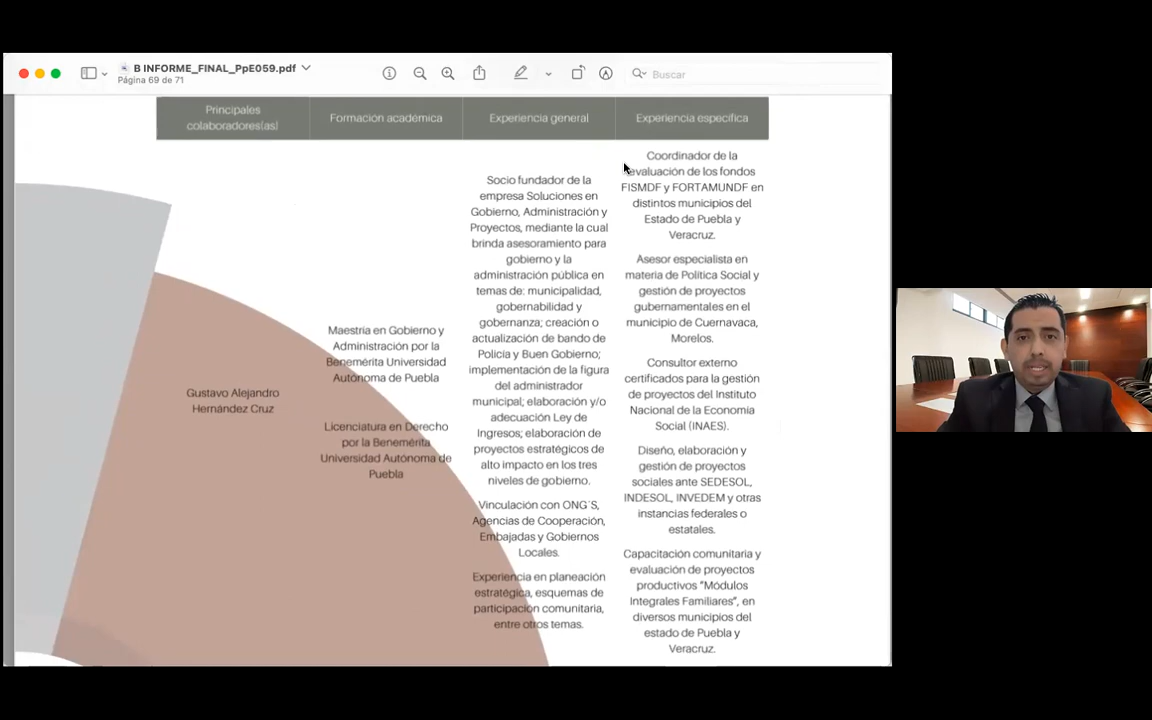 B INFORME_FINAL_PpE059.pdf
Página 69 de 71
Buscar
Principales
colaboradores(as)
Formación académica
Experiencia general
Experiencia específica
Gustavo Alejandro
Hernández Cruz
Maestría en Gobierno y
Administración por la
Benemérita Universidad
Autónoma de Puebla
Licenciatura en Derecho
por la Benemérita
Universidad Autónoma de
Puebla
Socio fundador de la
empresa Soluciones en
Gobierno, Administración y
Proyectos, mediante la cual
brinda asesoramiento para
gobierno y la
administración pública en
temas de: municipalidad,
gobernabilidad y
gobernanza; creación o
actualización de bando de
Policía y Buen Gobierno;
implementación de la figura
del administrador
municipal; elaboración y/o
adecuación Ley de
Ingresos; elaboración de
proyectos estratégicos de
alto impacto en los tres
niveles de gobierno.
Vinculación con ONG´S,
Agencias de Cooperación,
Embajadas y Gobiernos
Locales.
Experiencia en planeación
estratégica, esquemas de
participación comunitaria,
entre otros temas.
Coordinador de la
evaluación de los fondos
FISMDF y FORTAMUNDF en
distintos municipios del
Estado de Puebla y
Veracruz.
Asesor especialista en
materia de Política Social y
gestión de proyectos
gubernamentales en el
municipio de Cuernavaca,
Morelos.
Consultor externo
certificados para la gestión
de proyectos del Instituto
Nacional de la Economía
Social (INAES).
Diseño, elaboración y
gestión de proyectos
sociales ante SEDESOL,
INDESOL, INVEDEM y otras
instancias federales o
estatales.
Capacitación comunitaria y
evaluación de proyectos
productivos "Módulos
Integrales Familiares", en
diversos municipios del
estado de Puebla y
Veracruz.